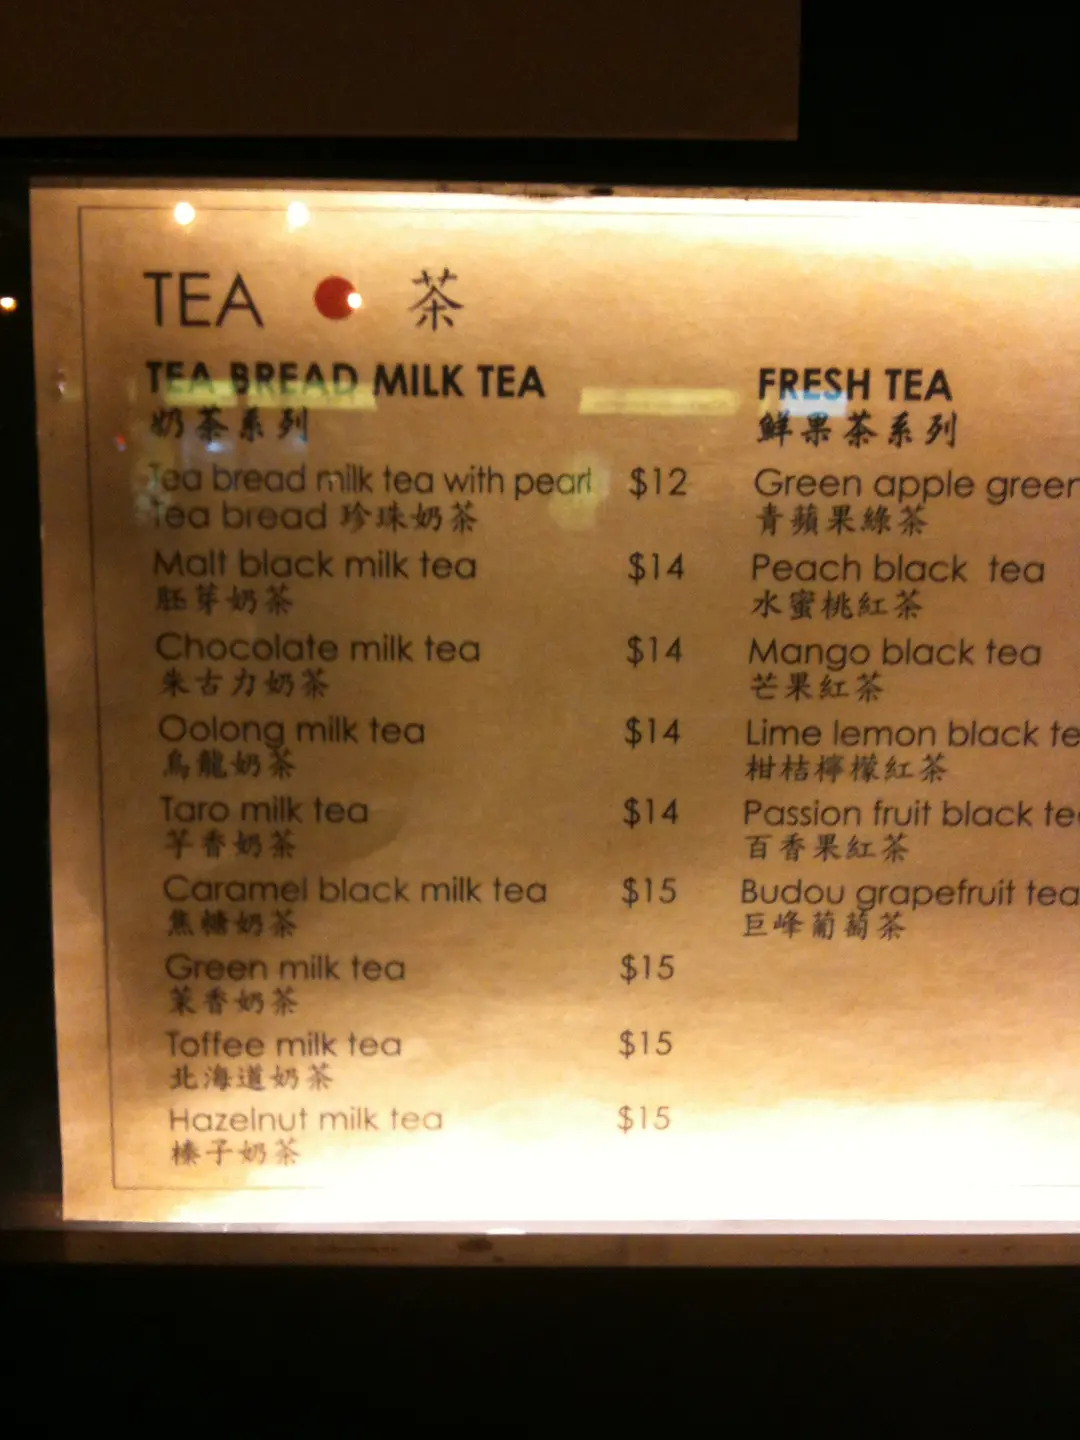 TEA 茶
TEA BREAD MILK TEA
奶茶系列
Tea bread milk tea with pearl $12
Tea bread 珍珠奶茶
Malt black milk tea $14
胚芽奶茶
Chocolate milk tea $14
朱古力奶茶
Oolong milk tea $14
烏龍奶茶
Taro milk tea $14
芋香奶茶
Caramel black milk tea $15
焦糖奶茶
Green milk tea $15
茉香奶茶
Toffee milk tea $15
北海道奶茶
Hazelnut milk tea $15
榛子奶茶
FRESH TEA
鮮果茶系列
Green apple green
青蘋果綠茶
Peach black tea
水蜜桃紅茶
Mango black tea
芒果紅茶
Lime lemon black te
柑桔檸檬紅茶
Passion fruit black te
百香果紅茶
Budou grapefruit tea
巨峰葡萄茶